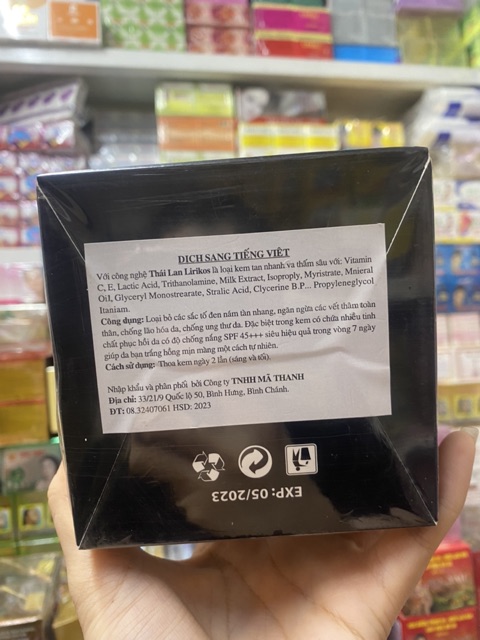 DỊCH SANG TIẾNG VIỆT
Với công nghệ Thái Lan Lirikos là loại kem tan nhanh và thẩm sâu với: Vitamin
C, E, Lactic Acid, Trithanolamine, Milk Extract, Isoproply, Myristrate, Mnieral
Oil, Glyceryl Monostrearate, Stralic Acid, Clycerine B.P... Propyleneglycol
Itaniam.
Công dụng: Loại bỏ các sắc tố đen nám tàn nhang, ngăn ngừa các vết thâm toàn
thân, chống lão hóa da, chống ung thư da. Đặc biệt trong kem có chứa nhiều tinh
chất phục hồi da có độ chống nắng SPF 45+++ siêu hiệu quả trong vòng 7 ngày
giúp da bạn trắng hồng mịn màng một cách tự nhiên.
Cách sử dụng: Thoa kem ngày 2 lần (sáng và tối).
Nhập khẩu và phân phối bởi Công ty TNHH MÃ THANH
Địa chỉ: 33/21/9 Quốc lộ 50, Bình Hưng, Bình Chánh.
ĐT: 08.32407061 HSD: 2023
EXP: 05/2023